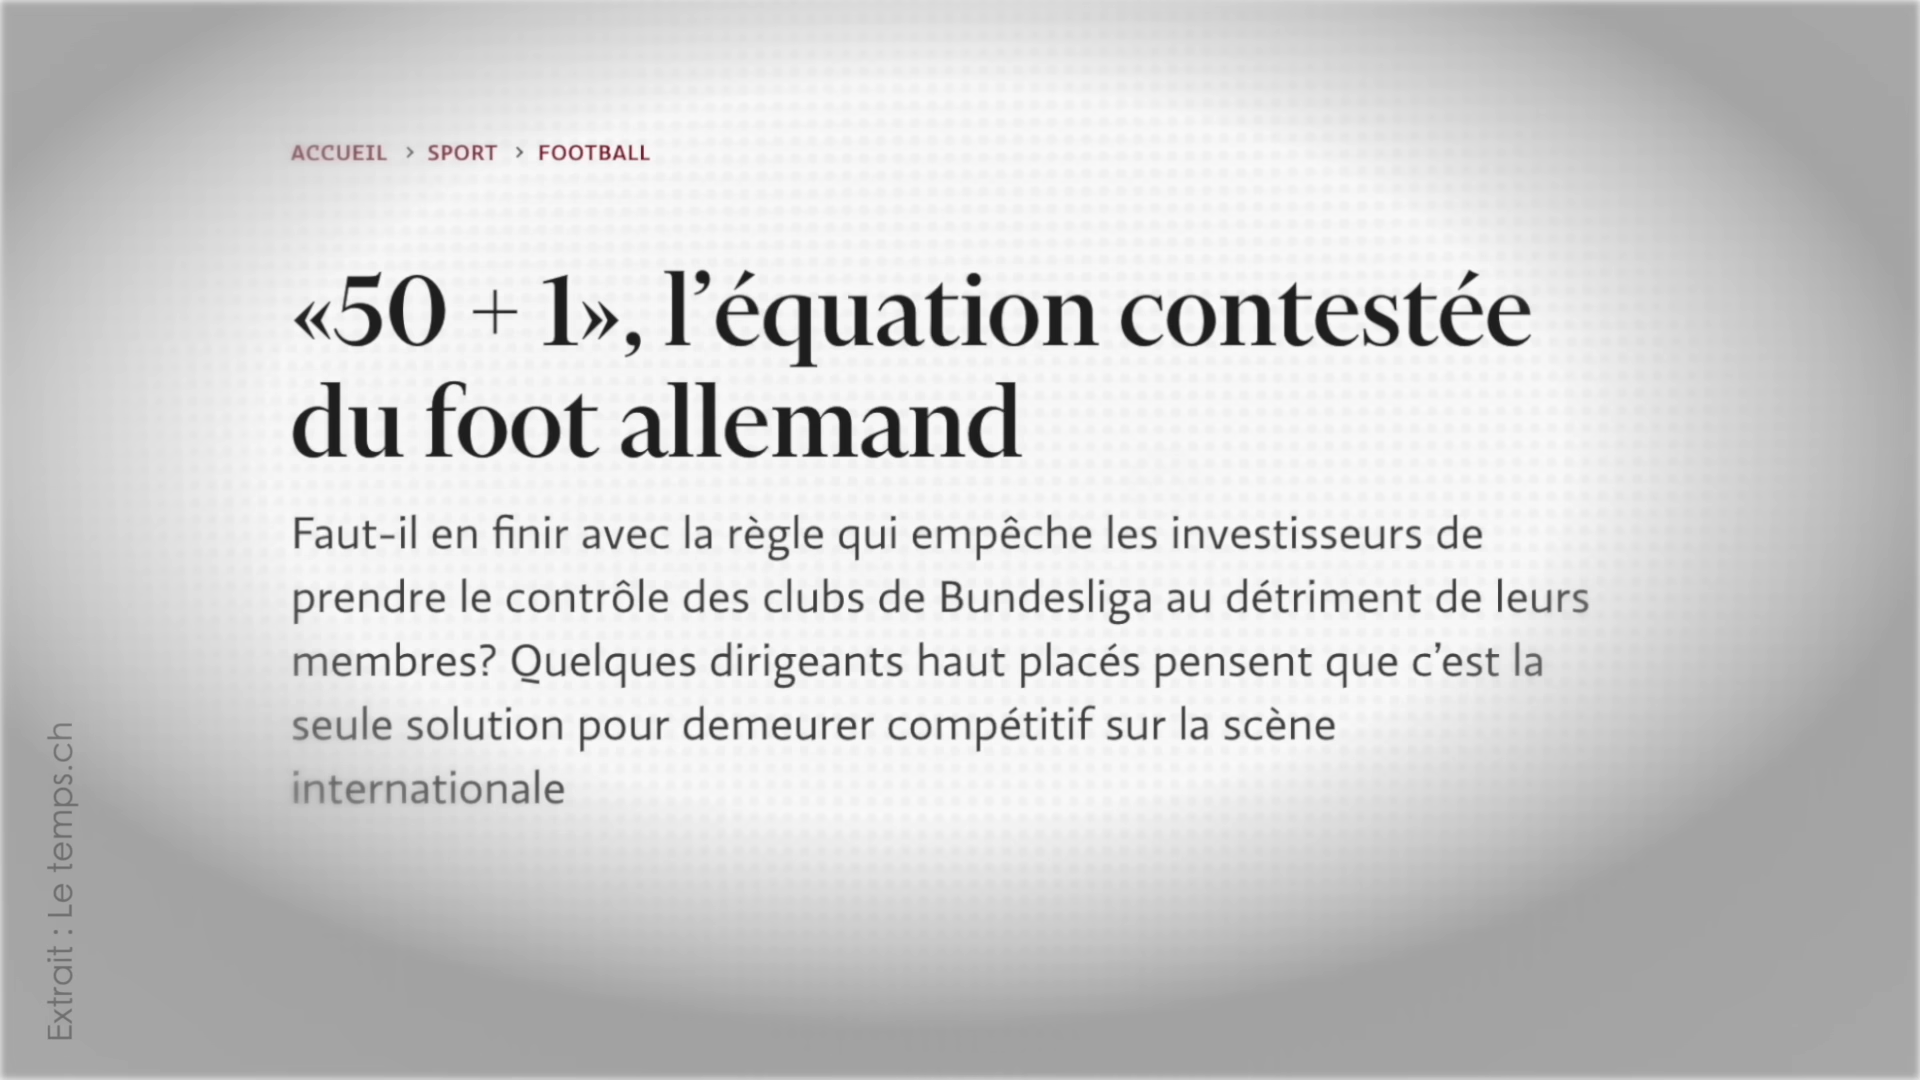 ACCUEIL > SPORT > FOOTBALL
«50 + 1», l’équation contestée
du foot allemand
Faut-il en finir avec la règle qui empêche les investisseurs de
prendre le contrôle des clubs de Bundesliga au détriment de leurs
membres? Quelques dirigeants haut placés pensent que c’est la
seule solution pour demeurer compétitif sur la scène
internationale
Extrait : Le temps.ch